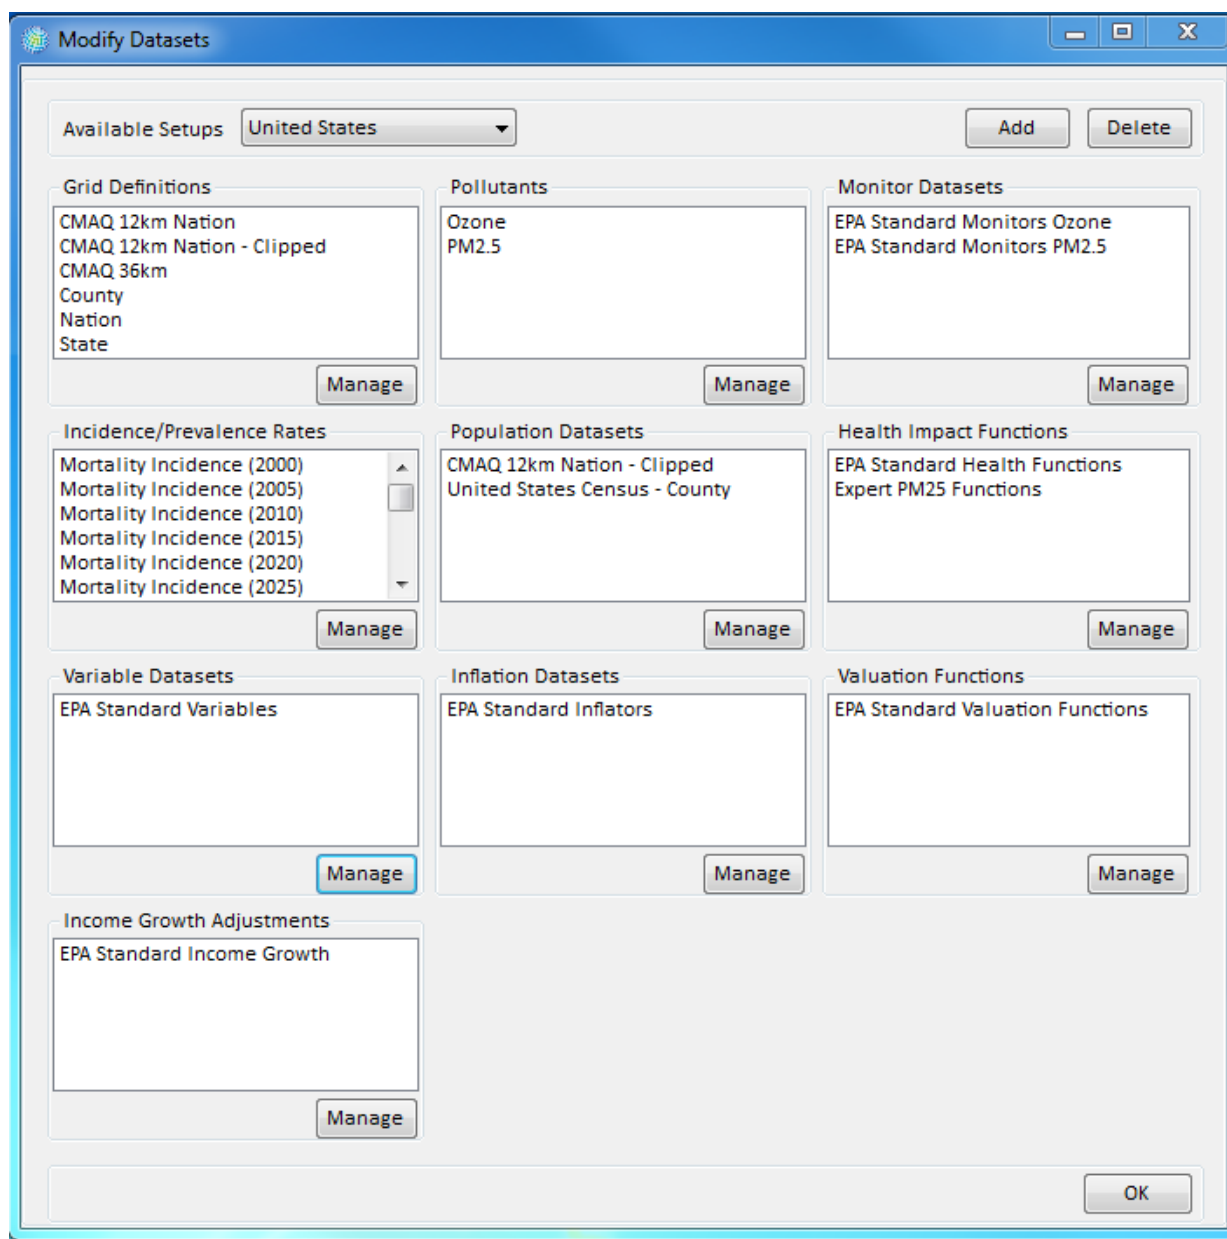 Modify Datasets
Available Setups United States Add Delete
Grid Definitions
CMAQ 12km Nation
CMAQ 12km Nation - Clipped
CMAQ 36km
County
Nation
State
Manage
Pollutants
Ozone
PM2.5
Manage
Monitor Datasets
EPA Standard Monitors Ozone
EPA Standard Monitors PM2.5
Manage
Incidence/Prevalence Rates
Mortality Incidence (2000)
Mortality Incidence (2005)
Mortality Incidence (2010)
Mortality Incidence (2015)
Mortality Incidence (2020)
Mortality Incidence (2025)
Manage
Population Datasets
CMAQ 12km Nation - Clipped
United States Census - County
Manage
Health Impact Functions
EPA Standard Health Functions
Expert PM25 Functions
Manage
Variable Datasets
EPA Standard Variables
Manage
Inflation Datasets
EPA Standard Inflators
Manage
Valuation Functions
EPA Standard Valuation Functions
Manage
Income Growth Adjustments
EPA Standard Income Growth
Manage
OK